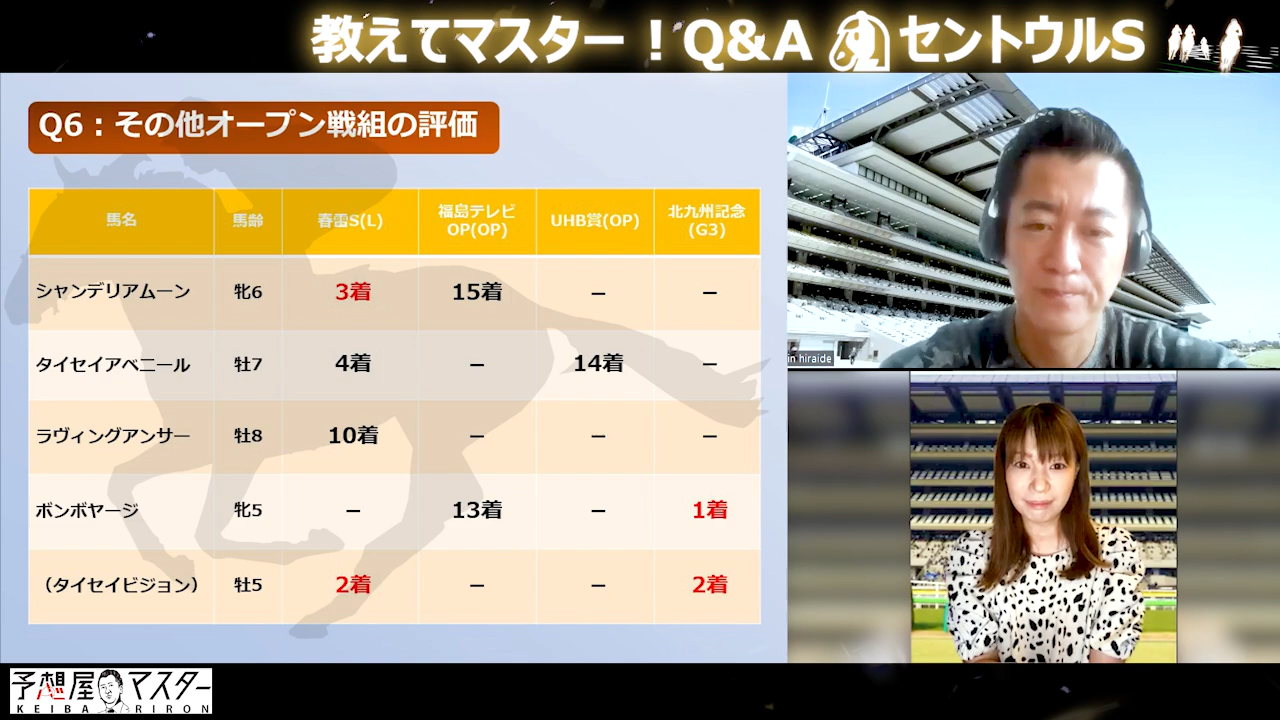 教えてマスター！Q&A セントウルS
Q6：その他オープン戦組の評価
馬名 馬齢 春雷S(L) 福島テレビOP(OP) UHB賞(OP) 北九州記念(G3)
シャンデリアムーン 牝6 3着 15着 – –
タイセイアベニール 牡7 4着 – 14着 –
ラヴィングアンサー 牡8 10着 – – –
ボンボヤージ 牝5 – 13着 – 1着
（タイセイビジョン） 牡5 2着 – – 2着
in hiraide
予想屋マスター
KEIBA RIRON